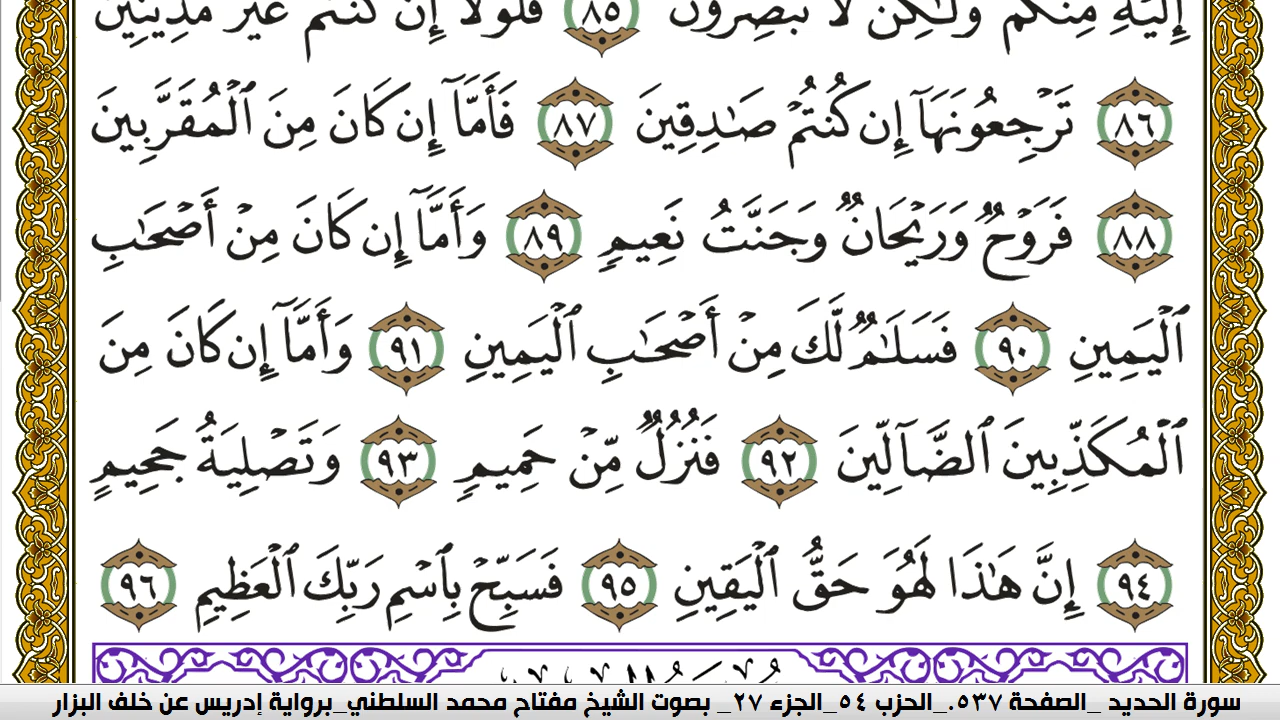 إِلَيْهِ مِنكُمْ وَلَٰكِن لَّا تُبْصِرُونَ ٨٥ فَلَوْلَا إِن كُنتُمْ غَيْرَ مَدِينِينَ
٨٦ تَرْجِعُونَهَآ إِن كُنتُمْ صَٰدِقِينَ ٨٧ فَأَمَّآ إِن كَانَ مِنَ ٱلْمُقَرَّبِينَ
٨٨ فَرَوْحٌ وَرَيْحَانٌ وَجَنَّتُ نَعِيمٍ ٨٩ وَأَمَّآ إِن كَانَ مِنْ أَصْحَٰبِ
ٱلْيَمِينِ ٩٠ فَسَلَٰمٌ لَّكَ مِنْ أَصْحَٰبِ ٱلْيَمِينِ ٩١ وَأَمَّآ إِن كَانَ مِنَ
ٱلْمُكَذِّبِينَ ٱلضَّآلِّينَ ٩٢ فَنُزُلٌ مِّنْ حَمِيمٍ ٩٣ وَتَصْلِيَةُ جَحِيمٍ
٩٤ إِنَّ هَٰذَا لَهُوَ حَقُّ ٱلْيَقِينِ ٩٥ فَسَبِّحْ بِٱسْمِ رَبِّكَ ٱلْعَظِيمِ ٩٦
سورة الحديد _الصفحة ٥٣٧._الحزب ٥٤_الجزء ٢٧_ بصوت الشيخ مفتاح محمد السلطني_برواية إدريس عن خلف البزار